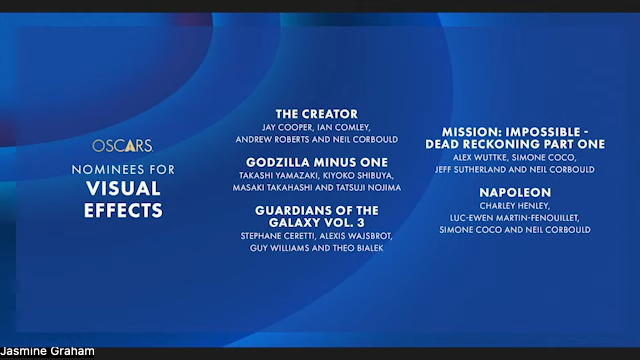 OSCARS
NOMINEES FOR
VISUAL
EFFECTS
THE CREATOR
JAY COOPER, IAN COMLEY,
ANDREW ROBERTS AND NEIL CORBOULD
GODZILLA MINUS ONE
TAKASHI YAMAZAKI, KIYOKO SHIBUYA,
MASAKI TAKAHASHI AND TATSUJI NOJIMA
GUARDIANS OF THE
GALAXY VOL. 3
STEPHANE CERETTI, ALEXIS WAJSBROT,
GUY WILLIAMS AND THEO BIALEK
MISSION: IMPOSSIBLE -
DEAD RECKONING PART ONE
ALEX WUTTKE, SIMONE COCO,
JEFF SUTHERLAND AND NEIL CORBOULD
NAPOLEON
CHARLEY HENLEY,
LUC-EWEN MARTIN-FENOUILLET,
SIMONE COCO AND NEIL CORBOULD
Jasmine Graham